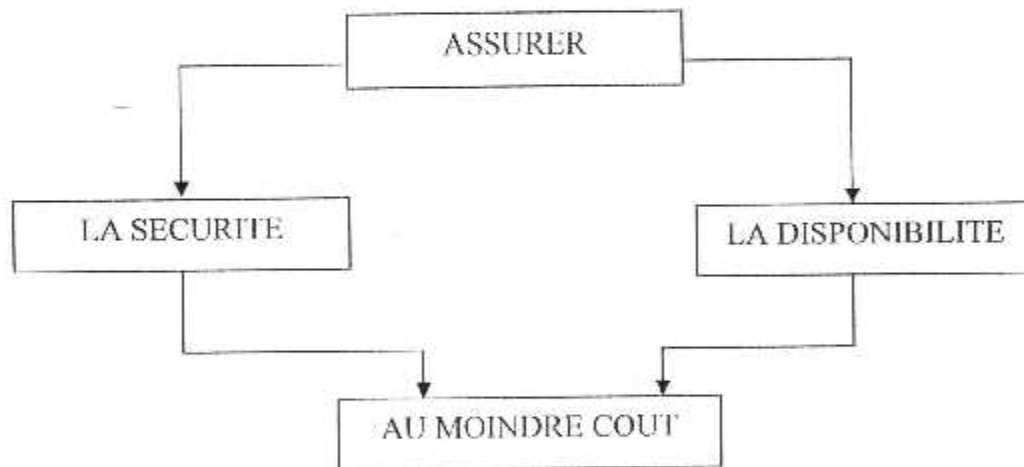 ASSURER
LA SECURITE
LA DISPONIBILITE
AU MOINDRE COUT